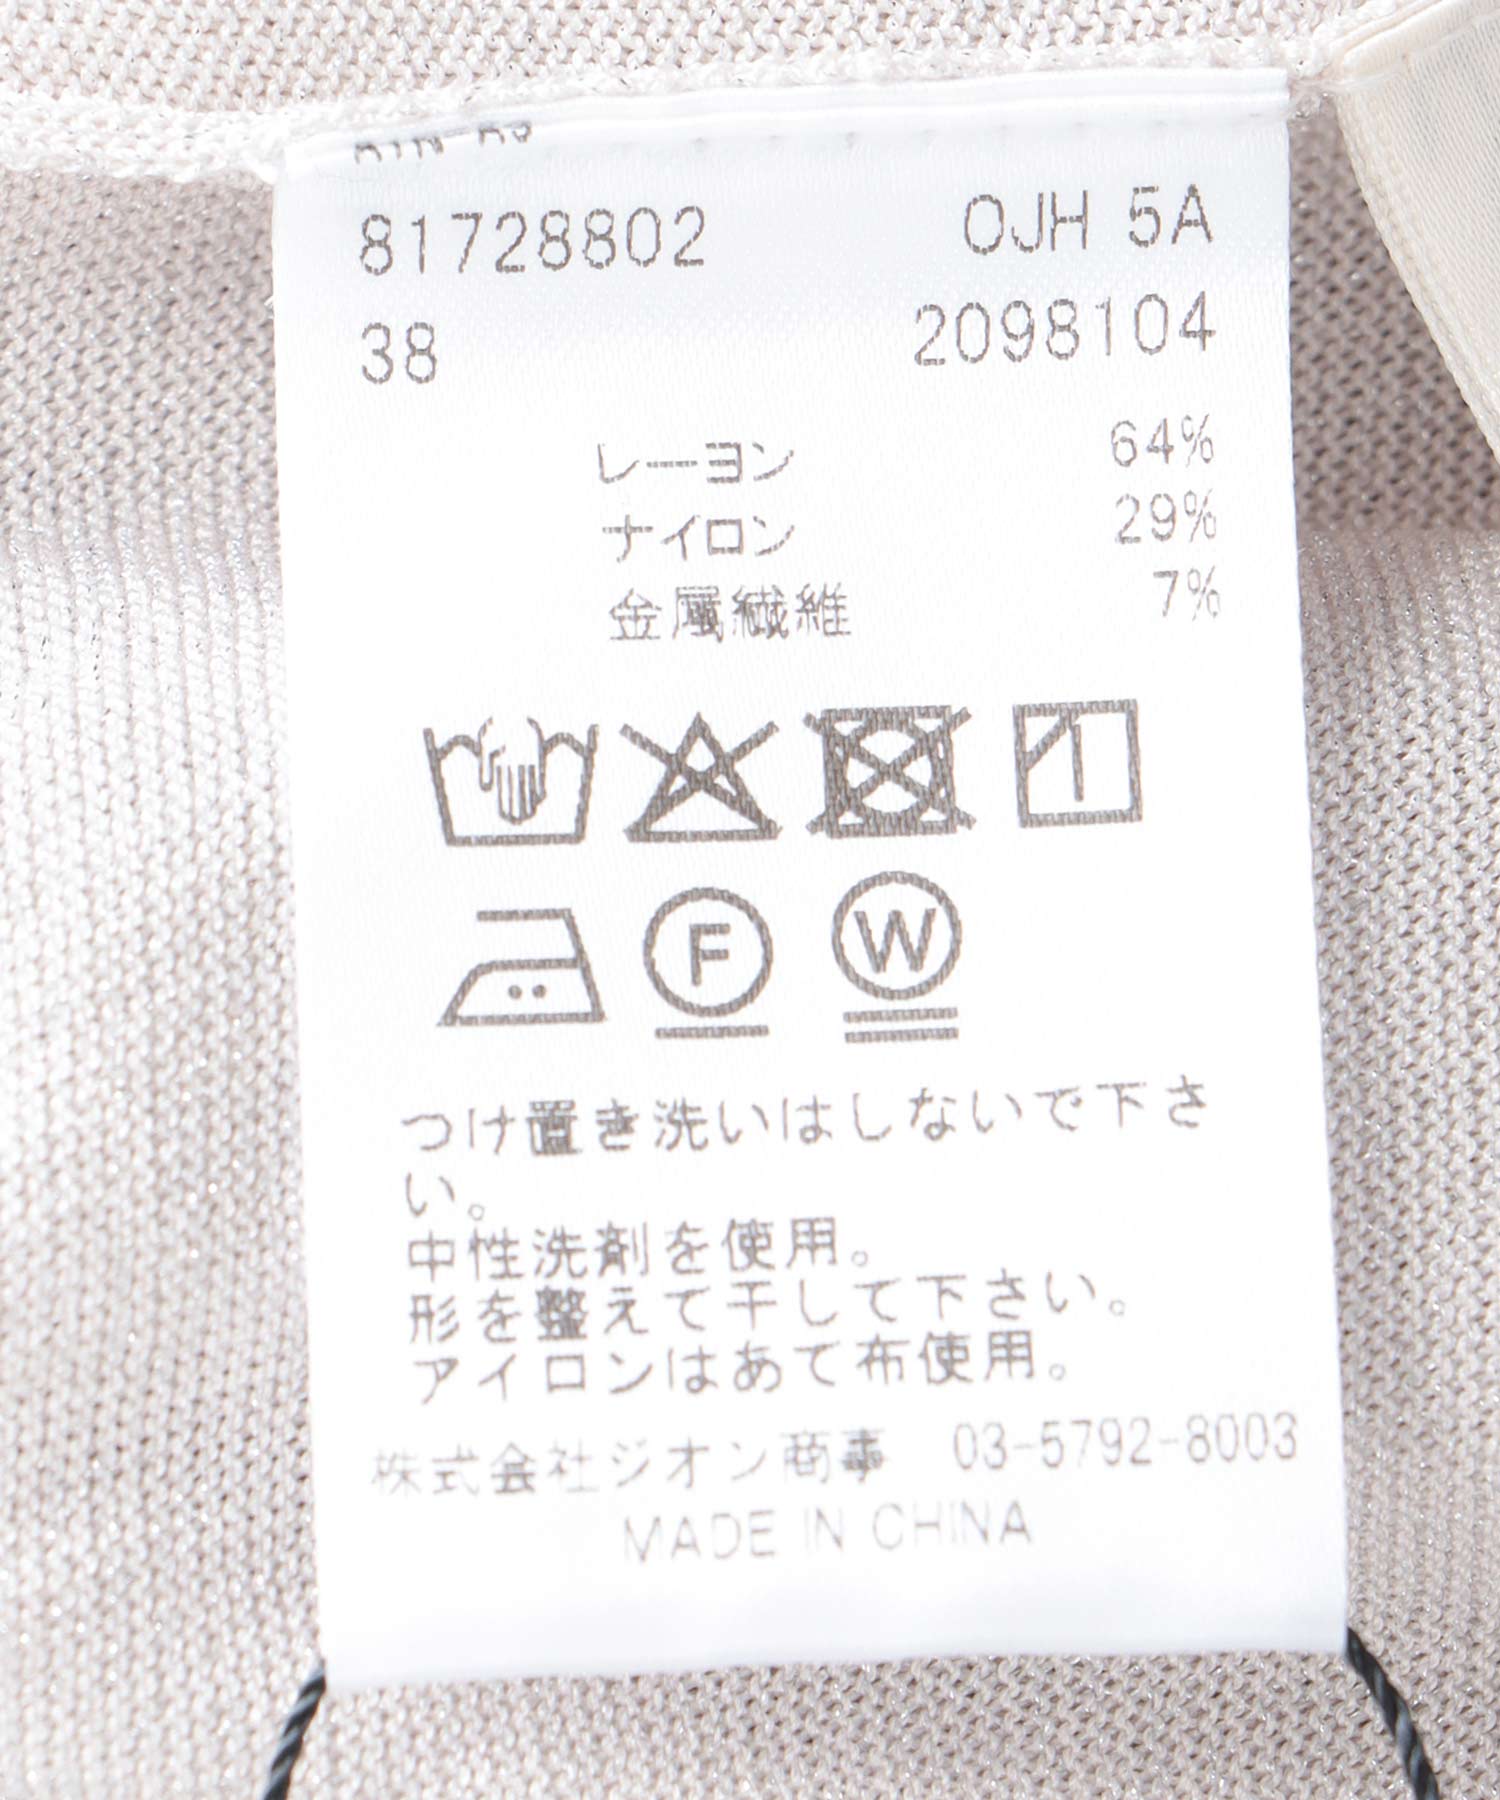 81728802 OJH 5A
38 2098104
レーヨン 64%
ナイロン 29%
金属繊維 7%
F W
つけ置き洗いはしないで下さ
い。
中性洗剤を使用。
形を整えて干して下さい。
アイロンはあて布使用。
株式会社ジオン商事 03-5792-8003
MADE IN CHINA